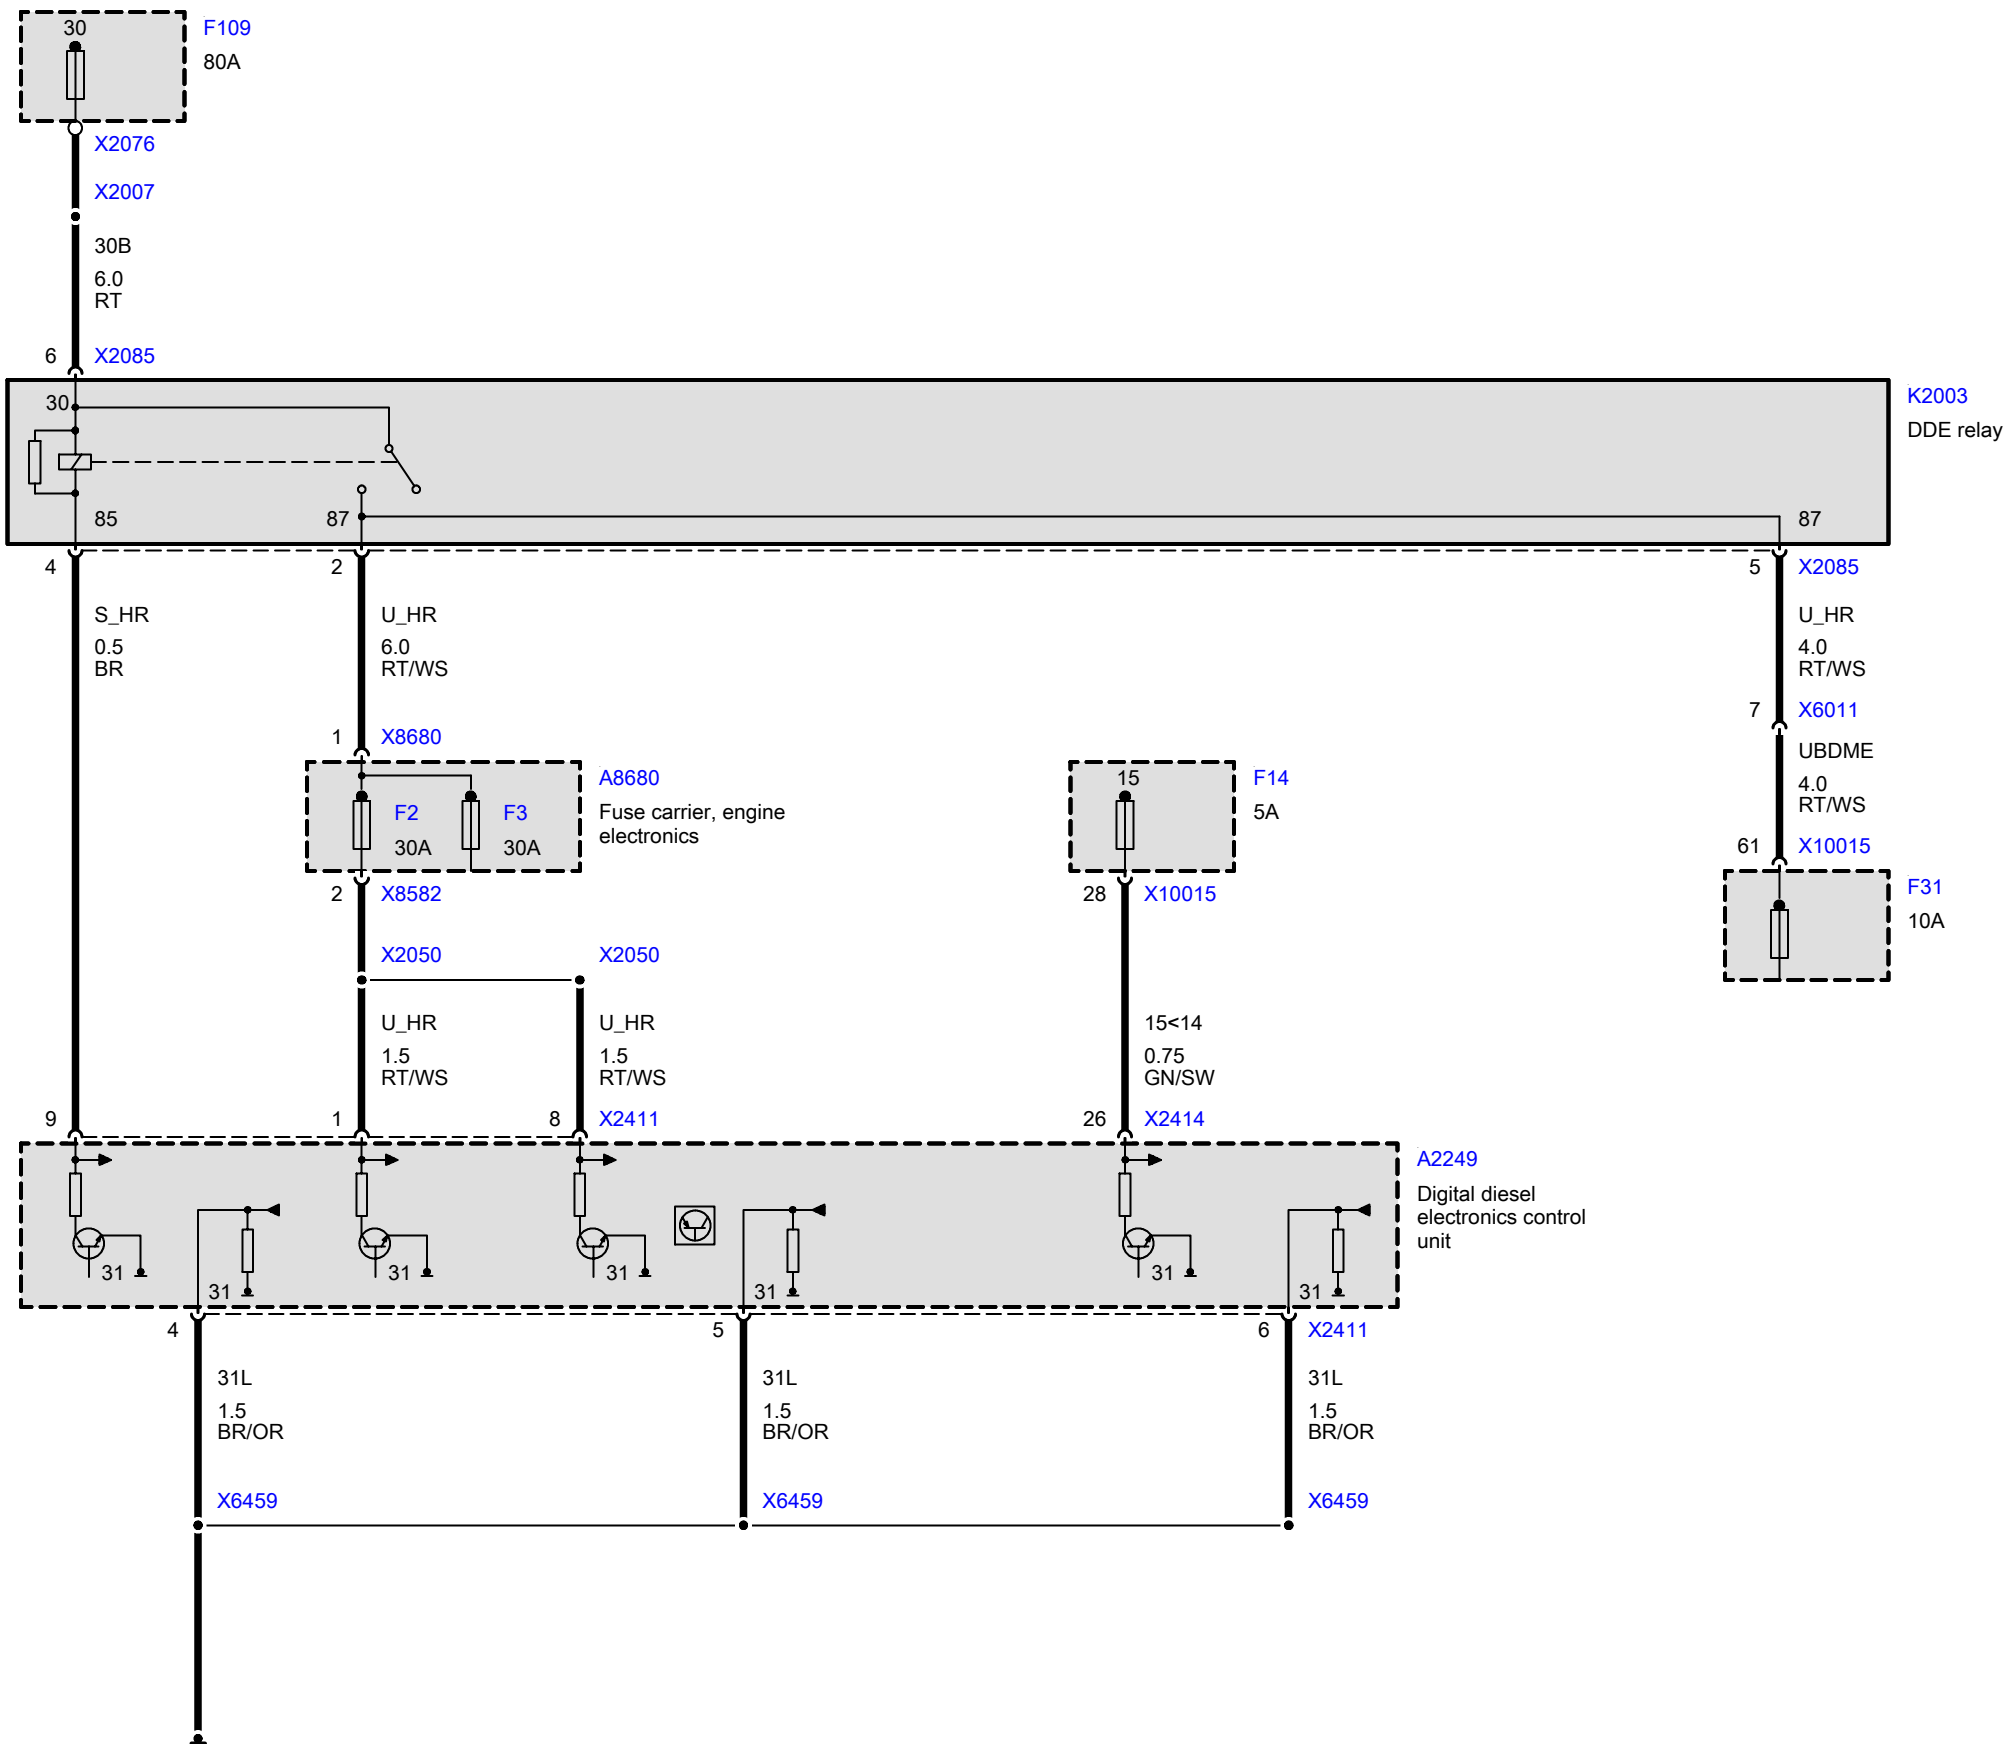 30
F109
80A
X2076
X2007
30B
6.0
RT
6 X2085
30
K2003
DDE relay
85 87 87
4 2 5 X2085
S_HR U_HR U_HR
0.5 6.0 4.0
BR RT/WS RT/WS
7 X6011
1 X8680
UBDME
4.0
RT/WS
A8680
Fuse carrier, engine
electronics
F2 F3
30A 30A
15 F14
5A
61 X10015
2 X8582
28 X10015
F31
10A
X2050 X2050
U_HR U_HR 15<14
1.5 1.5 0.75
RT/WS RT/WS GN/SW
9 1 8 X2411 26 X2414
A2249
Digital diesel
electronics control
unit
31 31 31 31
31 31 31
4 5 6 X2411
31L 31L 31L
1.5 1.5 1.5
BR/OR BR/OR BR/OR
X6459 X6459 X6459